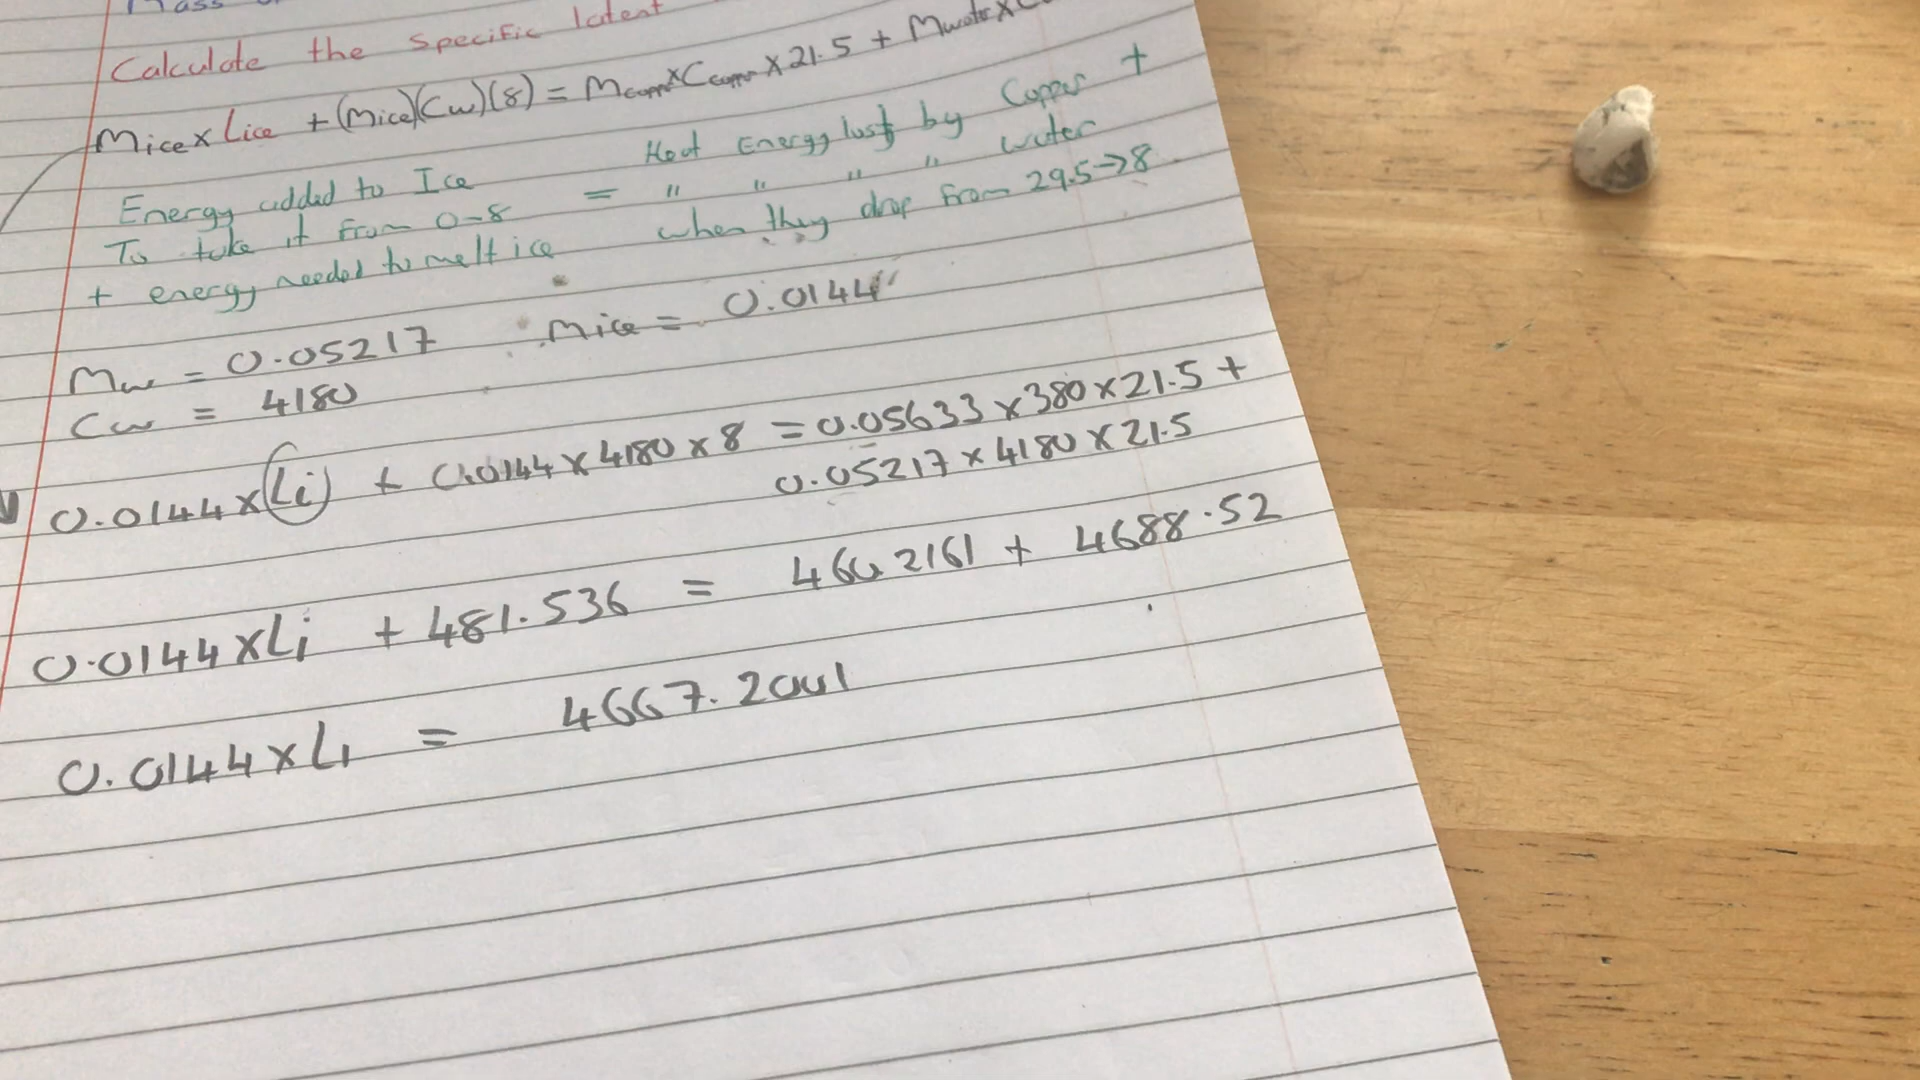 Mass
Calculate the specific latent
Mice x Lice + (Mice)(Cw)(8) = Mcopper x Ccopper x 21.5 + Mwater x
Energy added to Ice = Heat Energy lost by Copper +
To take it from 0-8 " " " " water
+ energy needed to melt ice when they drop from 29.5→8
Mw = 0.05217 Mice = 0.0144
Cw = 4180
0.0144 x (Li) + 0.0144 x 4180 x 8 = 0.05633 x 380 x 21.5 +
0.05217 x 4180 x 21.5
0.0144 x Li + 481.536 = 460.2161 + 4688.52
0.0144 x Li = 4667.2001